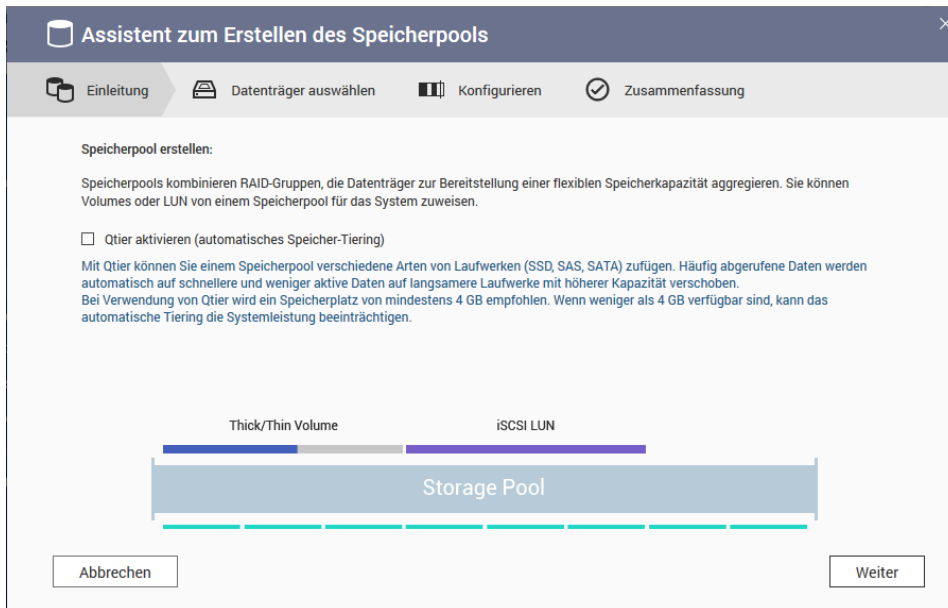 Assistent zum Erstellen des Speicherpools
Einleitung
Datenträger auswählen
Konfigurieren
Zusammenfassung
Speicherpool erstellen:
Speicherpools kombinieren RAID-Gruppen, die Datenträger zur Bereitstellung einer flexiblen Speicherkapazität aggregieren. Sie können
Volumes oder LUN von einem Speicherpool für das System zuweisen.
Qtier aktivieren (automatisches Speicher-Tiering)
Mit Qtier können Sie einem Speicherpool verschiedene Arten von Laufwerken (SSD, SAS, SATA) zufügen. Häufig abgerufene Daten werden
automatisch auf schnellere und weniger aktive Daten auf langsamere Laufwerke mit höherer Kapazität verschoben.
Bei Verwendung von Qtier wird ein Speicherplatz von mindestens 4 GB empfohlen. Wenn weniger als 4 GB verfügbar sind, kann das
automatische Tiering die Systemleistung beeinträchtigen.
Thick/Thin Volume
iSCSI LUN
Storage Pool
Abbrechen
Weiter